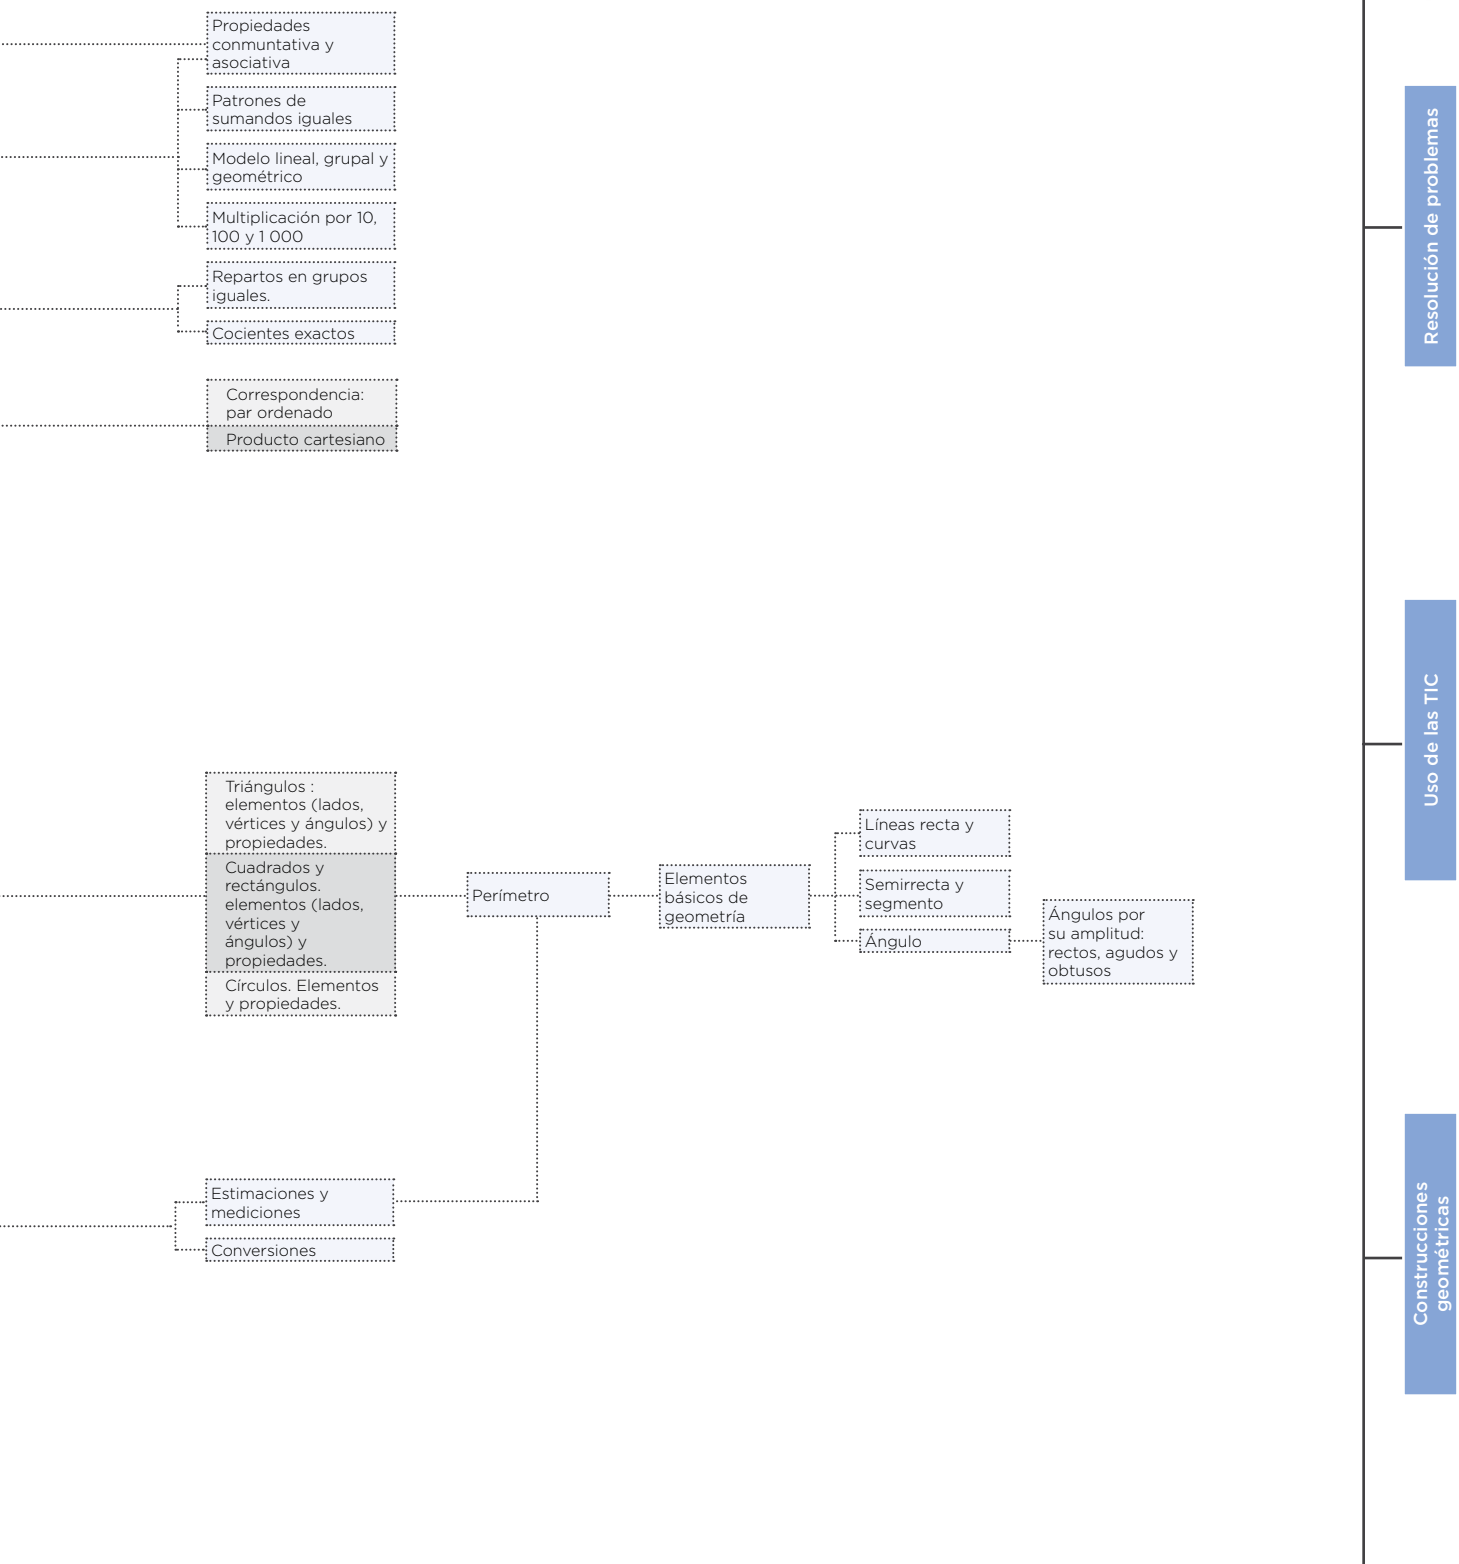 Propiedades
conmuntativa y
asociativa
Patrones de
sumandos iguales
Modelo lineal, grupal y
geométrico
Multiplicación por 10,
100 y 1 000
Repartos en grupos
iguales.
Cocientes exactos
Correspondencia:
par ordenado
Producto cartesiano
Triángulos :
elementos (lados,
vértices y ángulos) y
propiedades.
Cuadrados y
rectángulos.
elementos (lados,
vértices y
ángulos) y
propiedades.
Círculos. Elementos
y propiedades.
Perímetro
Elementos
básicos de
geometría
Líneas recta y
curvas
Semirrecta y
segmento
Ángulo
Ángulos por
su amplitud:
rectos, agudos y
obtusos
Estimaciones y
mediciones
Conversiones
Resolución de problemas
Uso de las TIC
Construcciones
geométricas